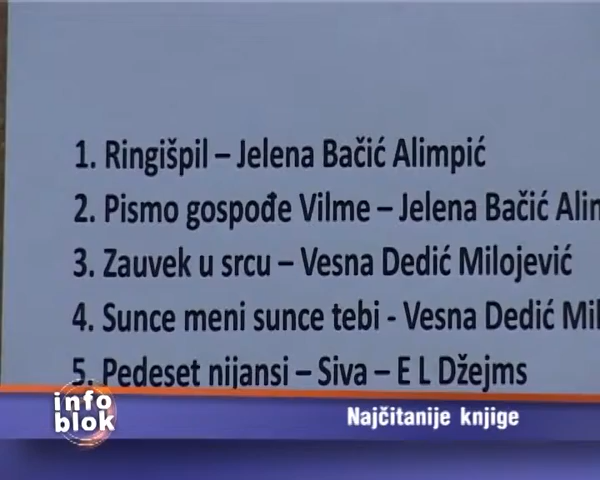 1. Ringišpil – Jelena Bačić Alimpić
2. Pismo gospođe Vilme – Jelena Bačić
3. Zauvek u srcu – Vesna Dedić Milojević
4. Sunce meni sunce tebi - Vesna Dedić
5. Pedeset nijansi – Siva – E L Džejms
info
blok
Najčitanije knjige